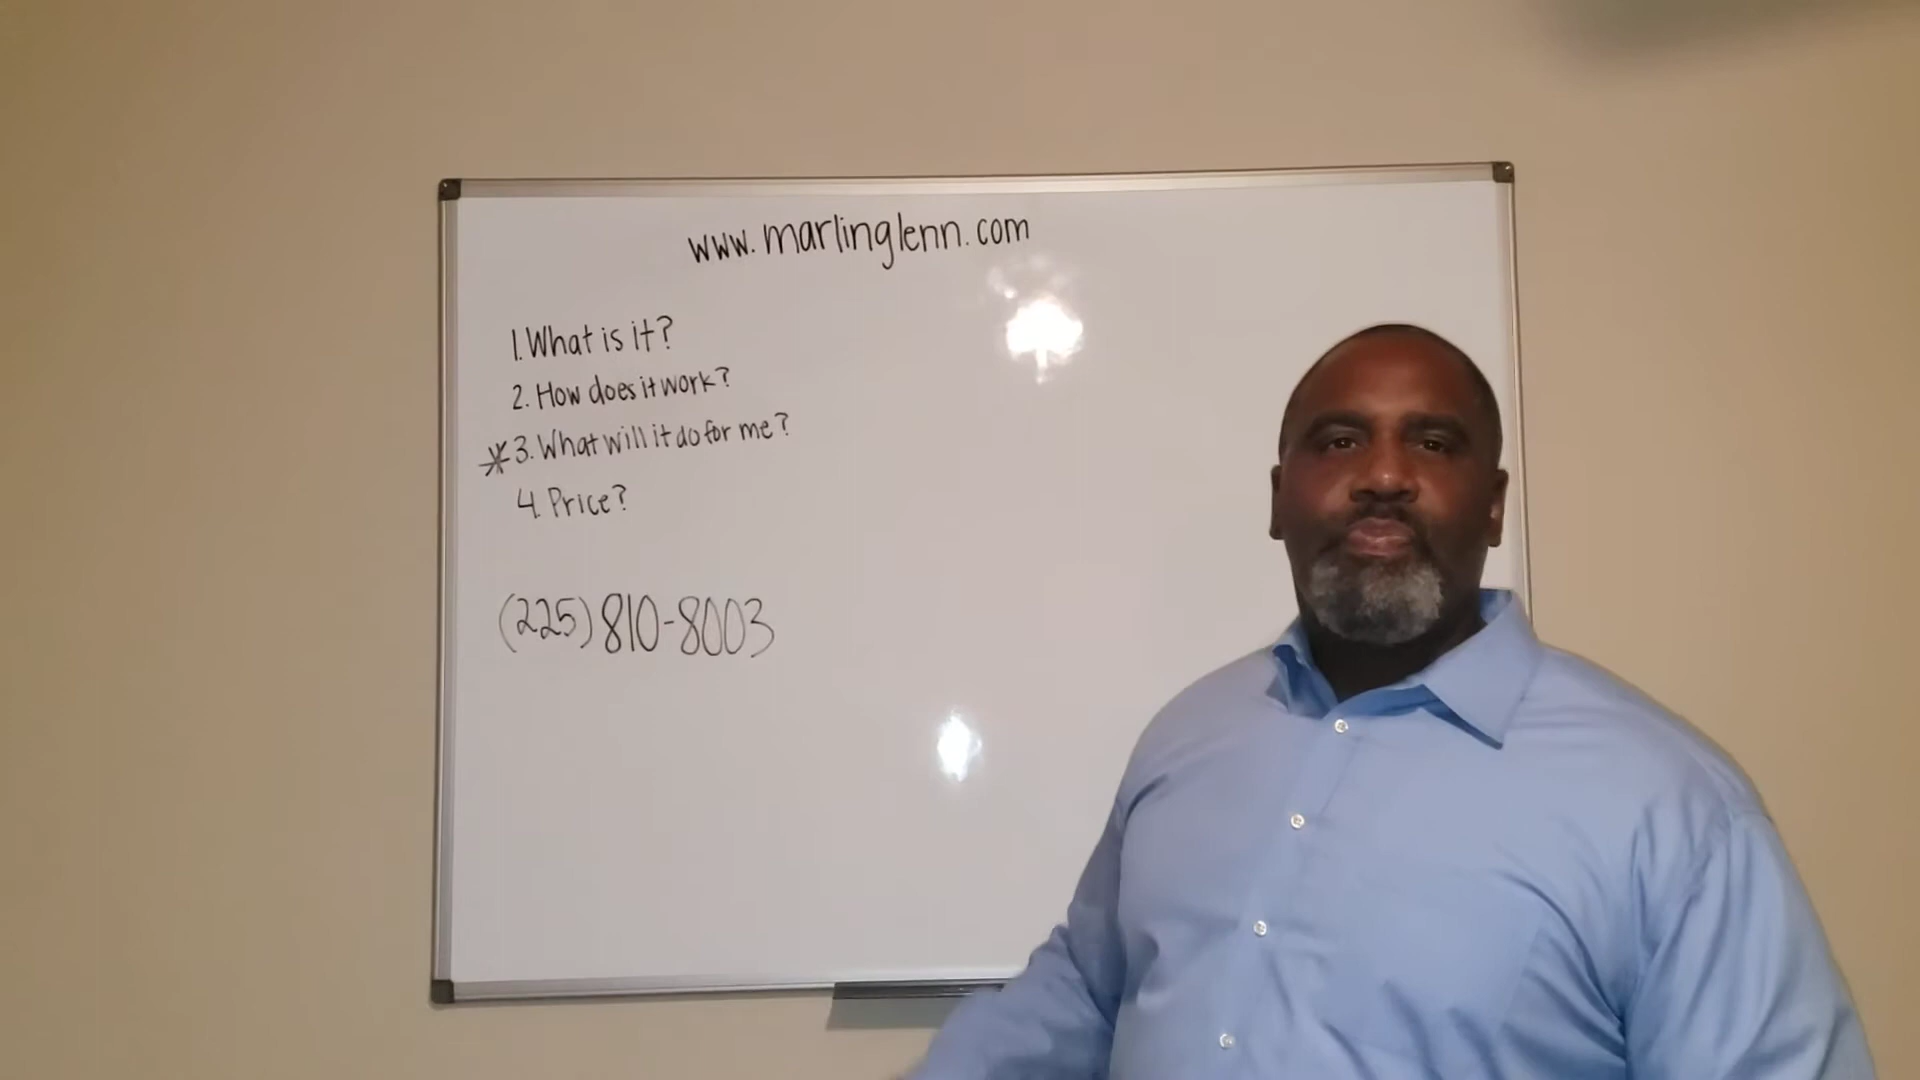 www.marlinglenn.com
1. What is it?
2. How does it work?
* 3. What will it do for me?
4. Price?
(225) 810-8003